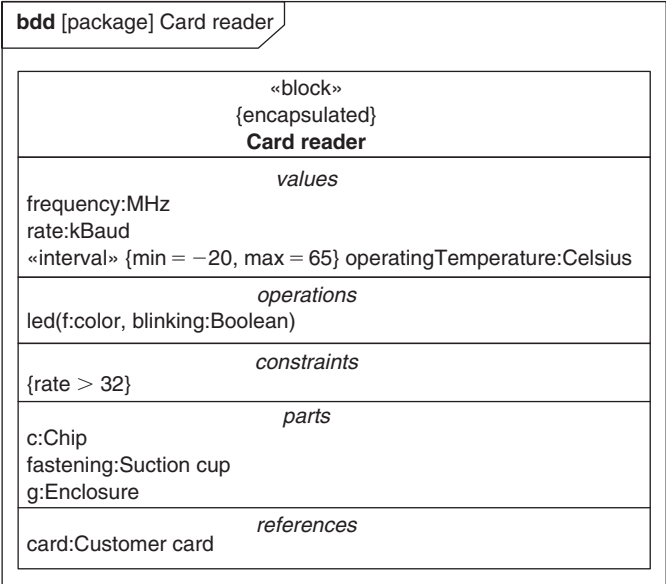 bdd [package] Card reader
«block»
{encapsulated}
Card reader
values
frequency:MHz
rate:kBaud
«interval» {min = −20, max = 65} operatingTemperature:Celsius
operations
led(f:color, blinking:Boolean)
constraints
{rate > 32}
parts
c:Chip
fastening:Suction cup
g:Enclosure
references
card:Customer card